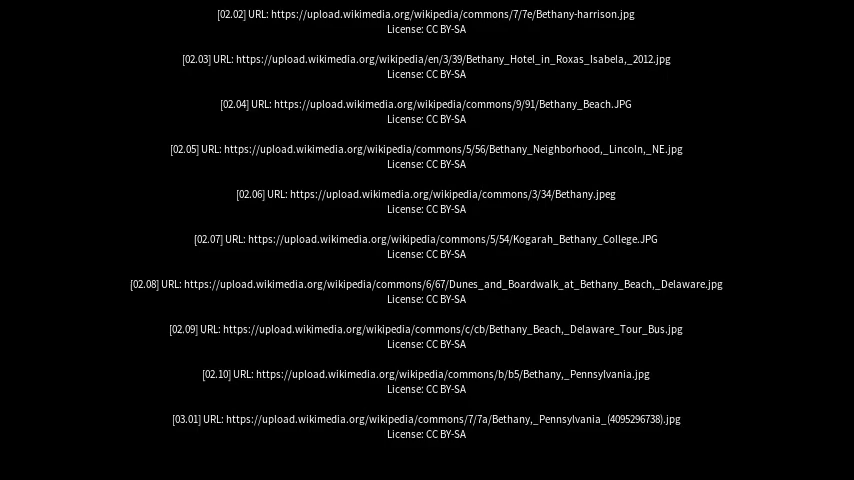 [02.02] URL: https://upload.wikimedia.org/wikipedia/commons/7/7e/Bethany-harrison.jpg
License: CC BY-SA
[02.03] URL: https://upload.wikimedia.org/wikipedia/en/3/39/Bethany_Hotel_in_Roxas_Isabela,_2012.jpg
License: CC BY-SA
[02.04] URL: https://upload.wikimedia.org/wikipedia/commons/9/91/Bethany_Beach.JPG
License: CC BY-SA
[02.05] URL: https://upload.wikimedia.org/wikipedia/commons/5/56/Bethany_Neighborhood,_Lincoln,_NE.jpg
License: CC BY-SA
[02.06] URL: https://upload.wikimedia.org/wikipedia/commons/3/34/Bethany.jpeg
License: CC BY-SA
[02.07] URL: https://upload.wikimedia.org/wikipedia/commons/5/54/Kogarah_Bethany_College.JPG
License: CC BY-SA
[02.08] URL: https://upload.wikimedia.org/wikipedia/commons/6/67/Dunes_and_Boardwalk_at_Bethany_Beach,_Delaware.jpg
License: CC BY-SA
[02.09] URL: https://upload.wikimedia.org/wikipedia/commons/c/cb/Bethany_Beach,_Delaware_Tour_Bus.jpg
License: CC BY-SA
[02.10] URL: https://upload.wikimedia.org/wikipedia/commons/b/b5/Bethany,_Pennsylvania.jpg
License: CC BY-SA
[03.01] URL: https://upload.wikimedia.org/wikipedia/commons/7/7a/Bethany,_Pennsylvania_(4095296738).jpg
License: CC BY-SA